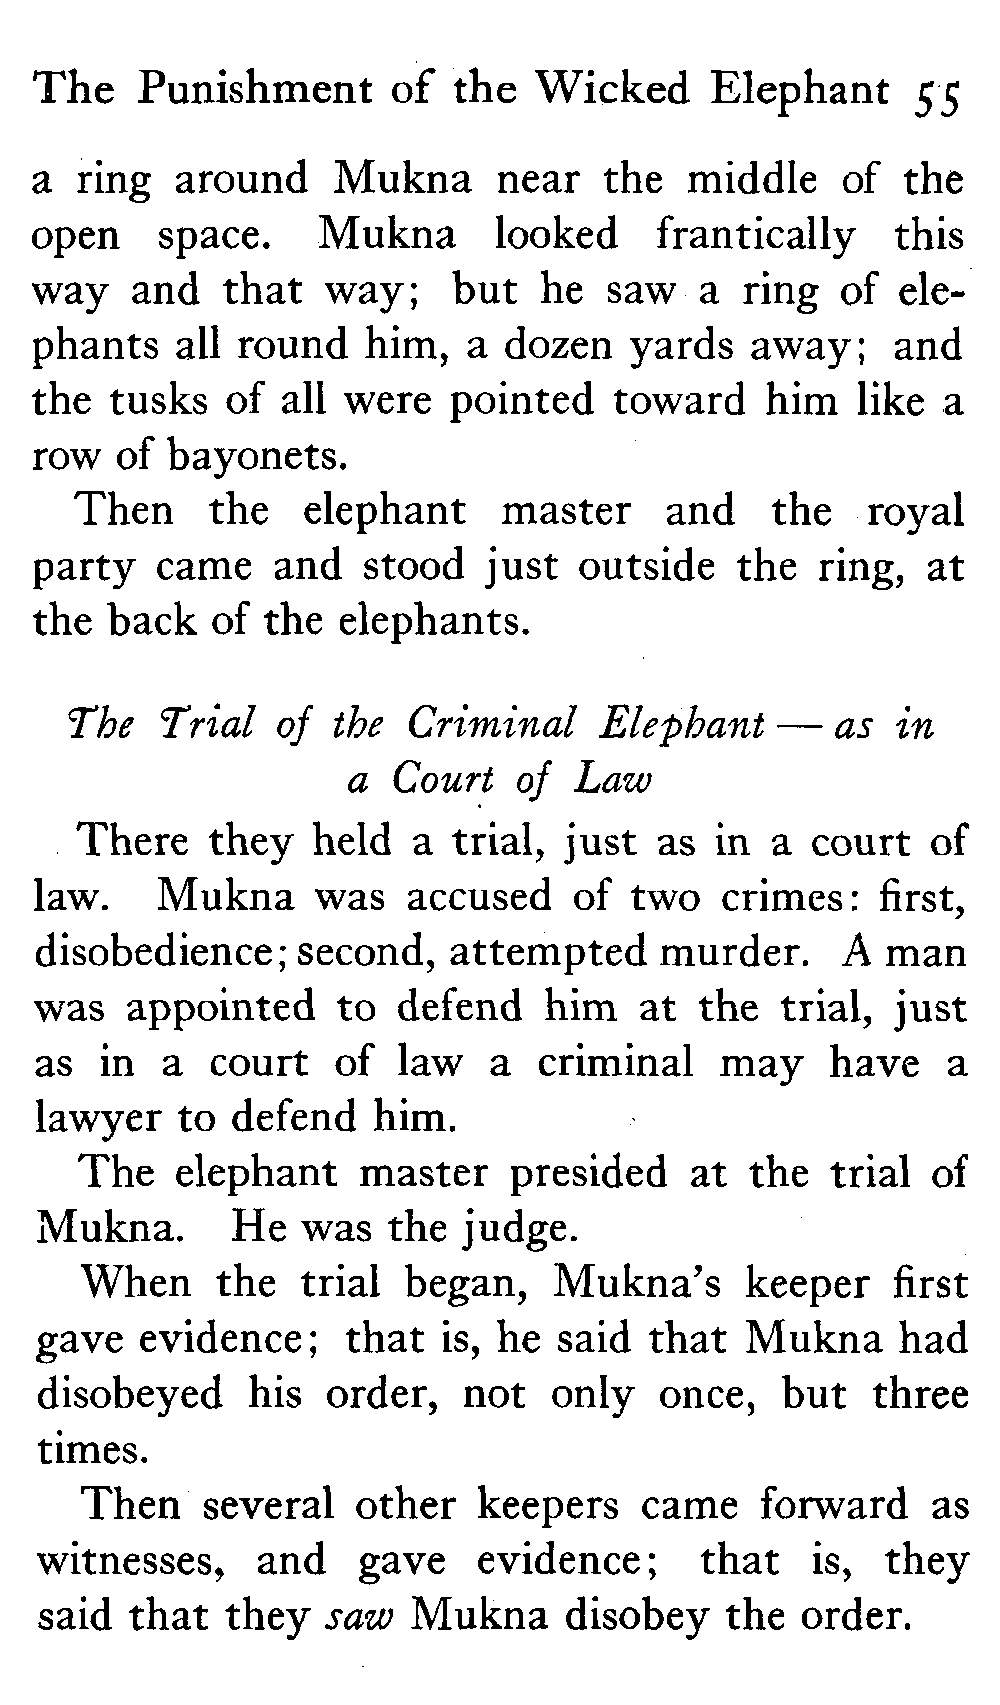 The Punishment of the Wicked Elephant 55
a ring around Mukna near the middle of the
open space. Mukna looked frantically this
way and that way; but he saw a ring of ele-
phants all round him, a dozen yards away; and
the tusks of all were pointed toward him like a
row of bayonets.
Then the elephant master and the royal
party came and stood just outside the ring, at
the back of the elephants.
The Trial of the Criminal Elephant — as in
a Court of Law
There they held a trial, just as in a court of
law. Mukna was accused of two crimes: first,
disobedience; second, attempted murder. A man
was appointed to defend him at the trial, just
as in a court of law a criminal may have a
lawyer to defend him.
The elephant master presided at the trial of
Mukna. He was the judge.
When the trial began, Mukna's keeper first
gave evidence; that is, he said that Mukna had
disobeyed his order, not only once, but three
times.
Then several other keepers came forward as
witnesses, and gave evidence; that is, they
said that they saw Mukna disobey the order.